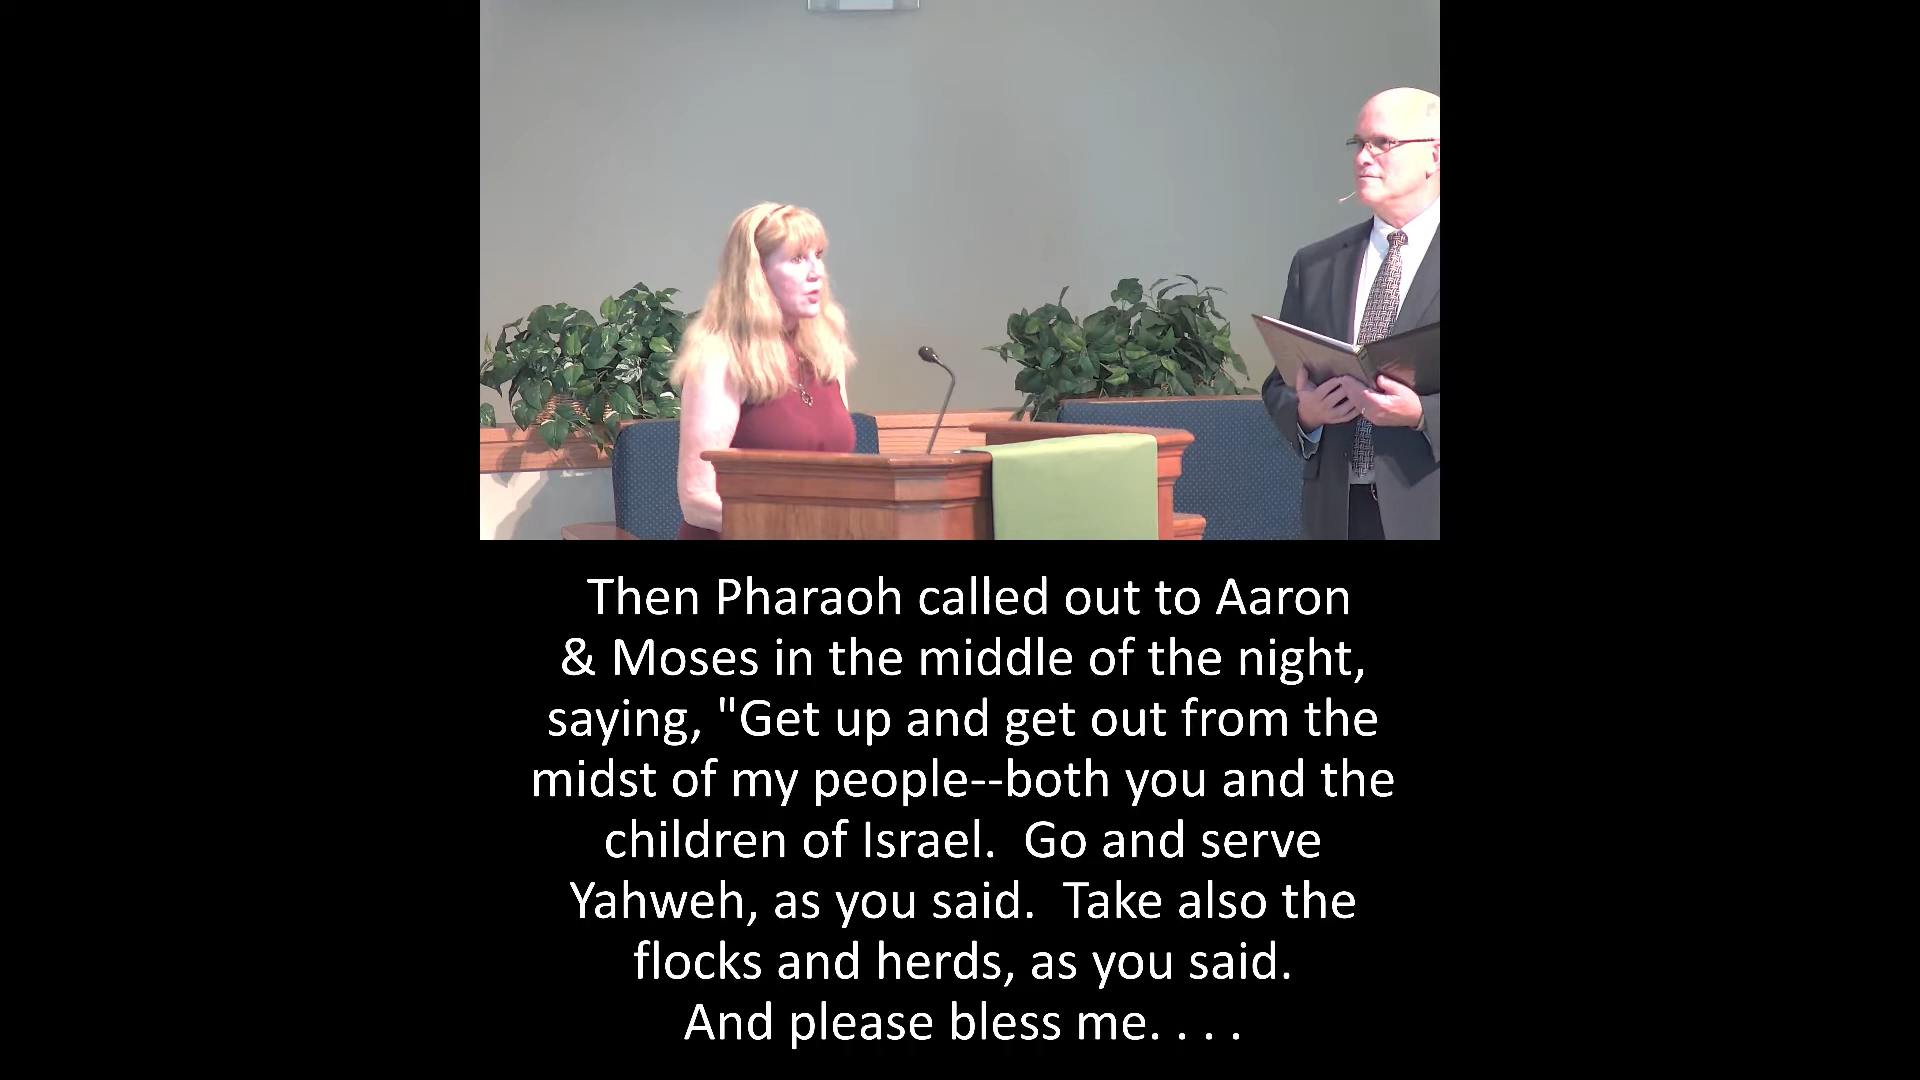 Then Pharaoh called out to Aaron
& Moses in the middle of the night,
saying, "Get up and get out from the
midst of my people--both you and the
children of Israel.  Go and serve
Yahweh, as you said.  Take also the
flocks and herds, as you said.
And please bless me. . . .